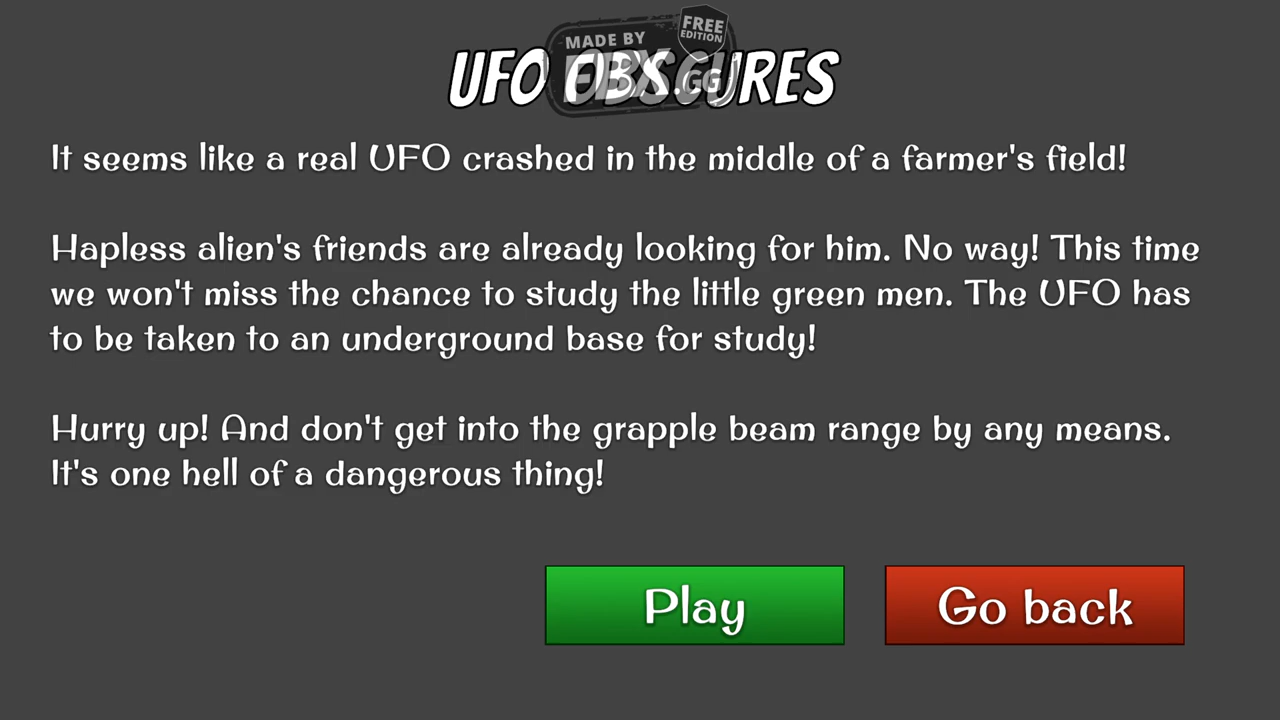 MADE BY
FREE
EDITION
FBX.GG
UFO OBSCURES
It seems like a real UFO crashed in the middle of a farmer's field!
Hapless alien's friends are already looking for him. No way! This time
we won't miss the chance to study the little green men. The UFO has
to be taken to an underground base for study!
Hurry up! And don't get into the grapple beam range by any means.
It's one hell of a dangerous thing!
Play
Go back